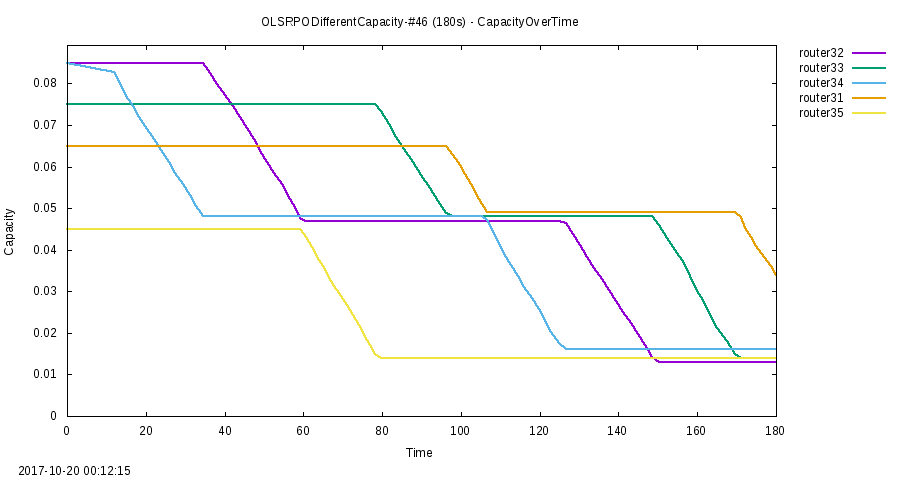 OLSRPODifferentCapacity-#46 (180s) - CapacityOverTime
router32
router33
router34
router31
router35
0.08
0.07
0.06
0.05
0.04
0.03
0.02
0.01
0
Capacity
0 20 40 60 80 100 120 140 160 180
Time
2017-10-20 00:12:15